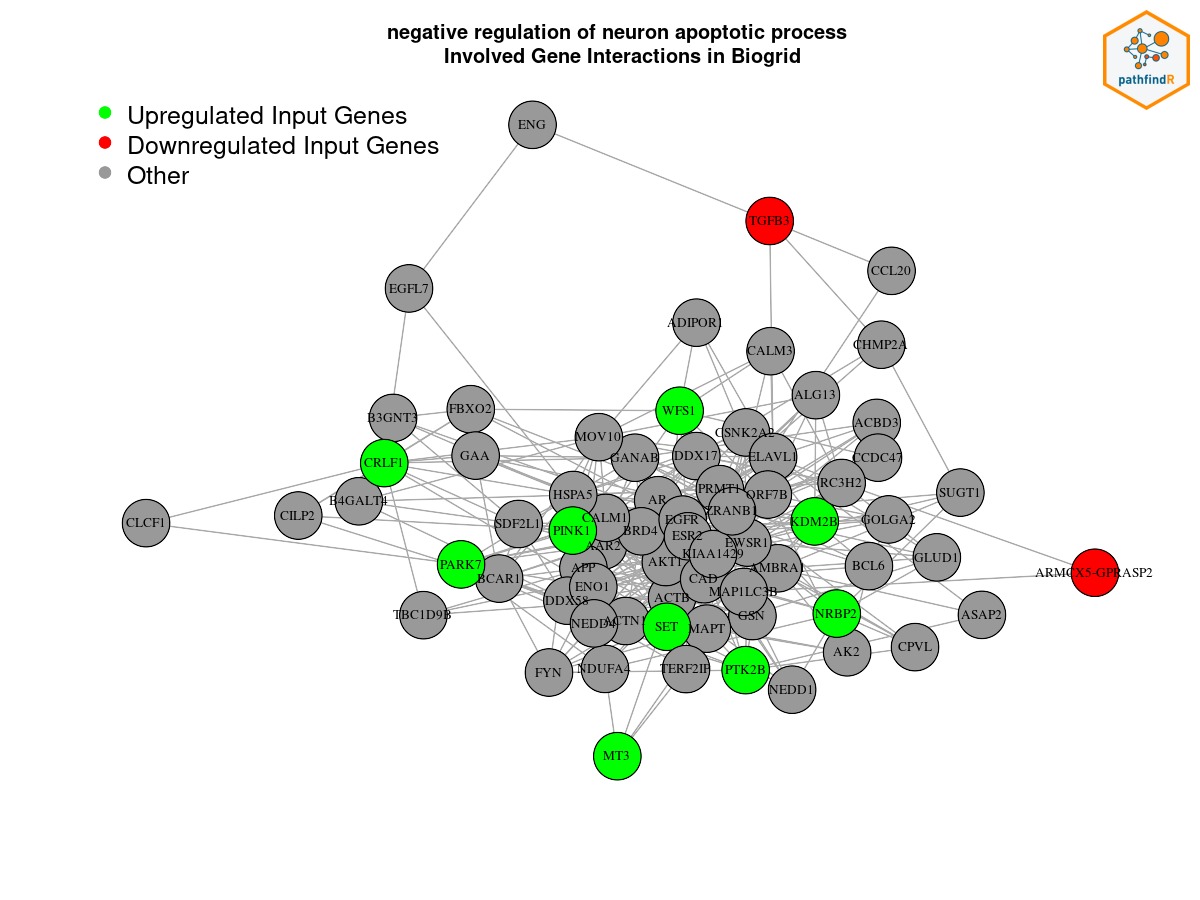 negative regulation of neuron apoptotic process
Involved Gene Interactions in Biogrid
pathfindR
Upregulated Input Genes
Downregulated Input Genes
Other
ENG
TGFB3
CCL20
EGFL7
ADIPOR1
CALM3
CHMP2A
ALG13
B3GNT3
FBXO2
WFS1
CSNK2A2
ACBD3
MOV10
CRLF1
GAA
GANAB
DDX17
ELAVL1
CCDC47
RC3H2
SUGT1
B4GALT4
HSPA5
AR
PRMT1
ORF7B
CLCF1
CILP2
SDF2L1
CALM1
PINK1
BRD4
EGFR
ZRANB1
KDM2B
GOLGA2
ESR2
EWSR1
AAR2
KIAA1429
GLUD1
PARK7
BCAR1
APP
AKT1
AMBRA1
BCL6
ARMCX5-GPRASP2
ENO1
CAD
MAP1LC3B
DDX58
ACTB
TBC1D9B
NEDD4
ACTN1
SET
MAPT
GSN
NRBP2
ASAP2
FYN
NDUFA4
TERF2IP
PTK2B
AK2
CPVL
NEDD1
MT3